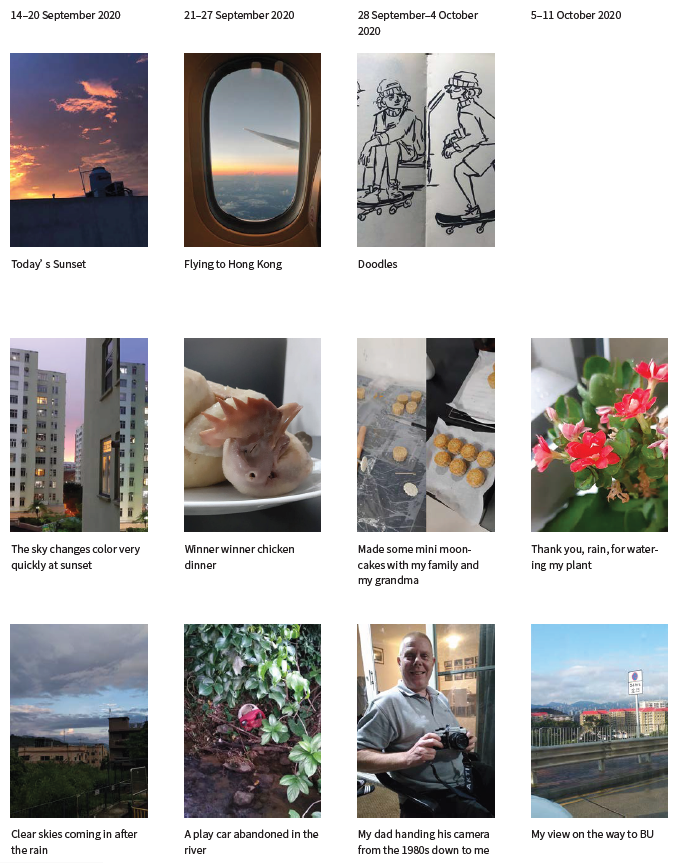 14–20 September 2020
21–27 September 2020
28 September–4 October
2020
5–11 October 2020
Today’ s Sunset
Flying to Hong Kong
Doodles
The sky changes color very
quickly at sunset
Winner winner chicken
dinner
Made some mini moon-
cakes with my family and
my grandma
Thank you, rain, for water-
ing my plant
Clear skies coming in after
the rain
A play car abandoned in the
river
My dad handing his camera
from the 1980s down to me
My view on the way to BU